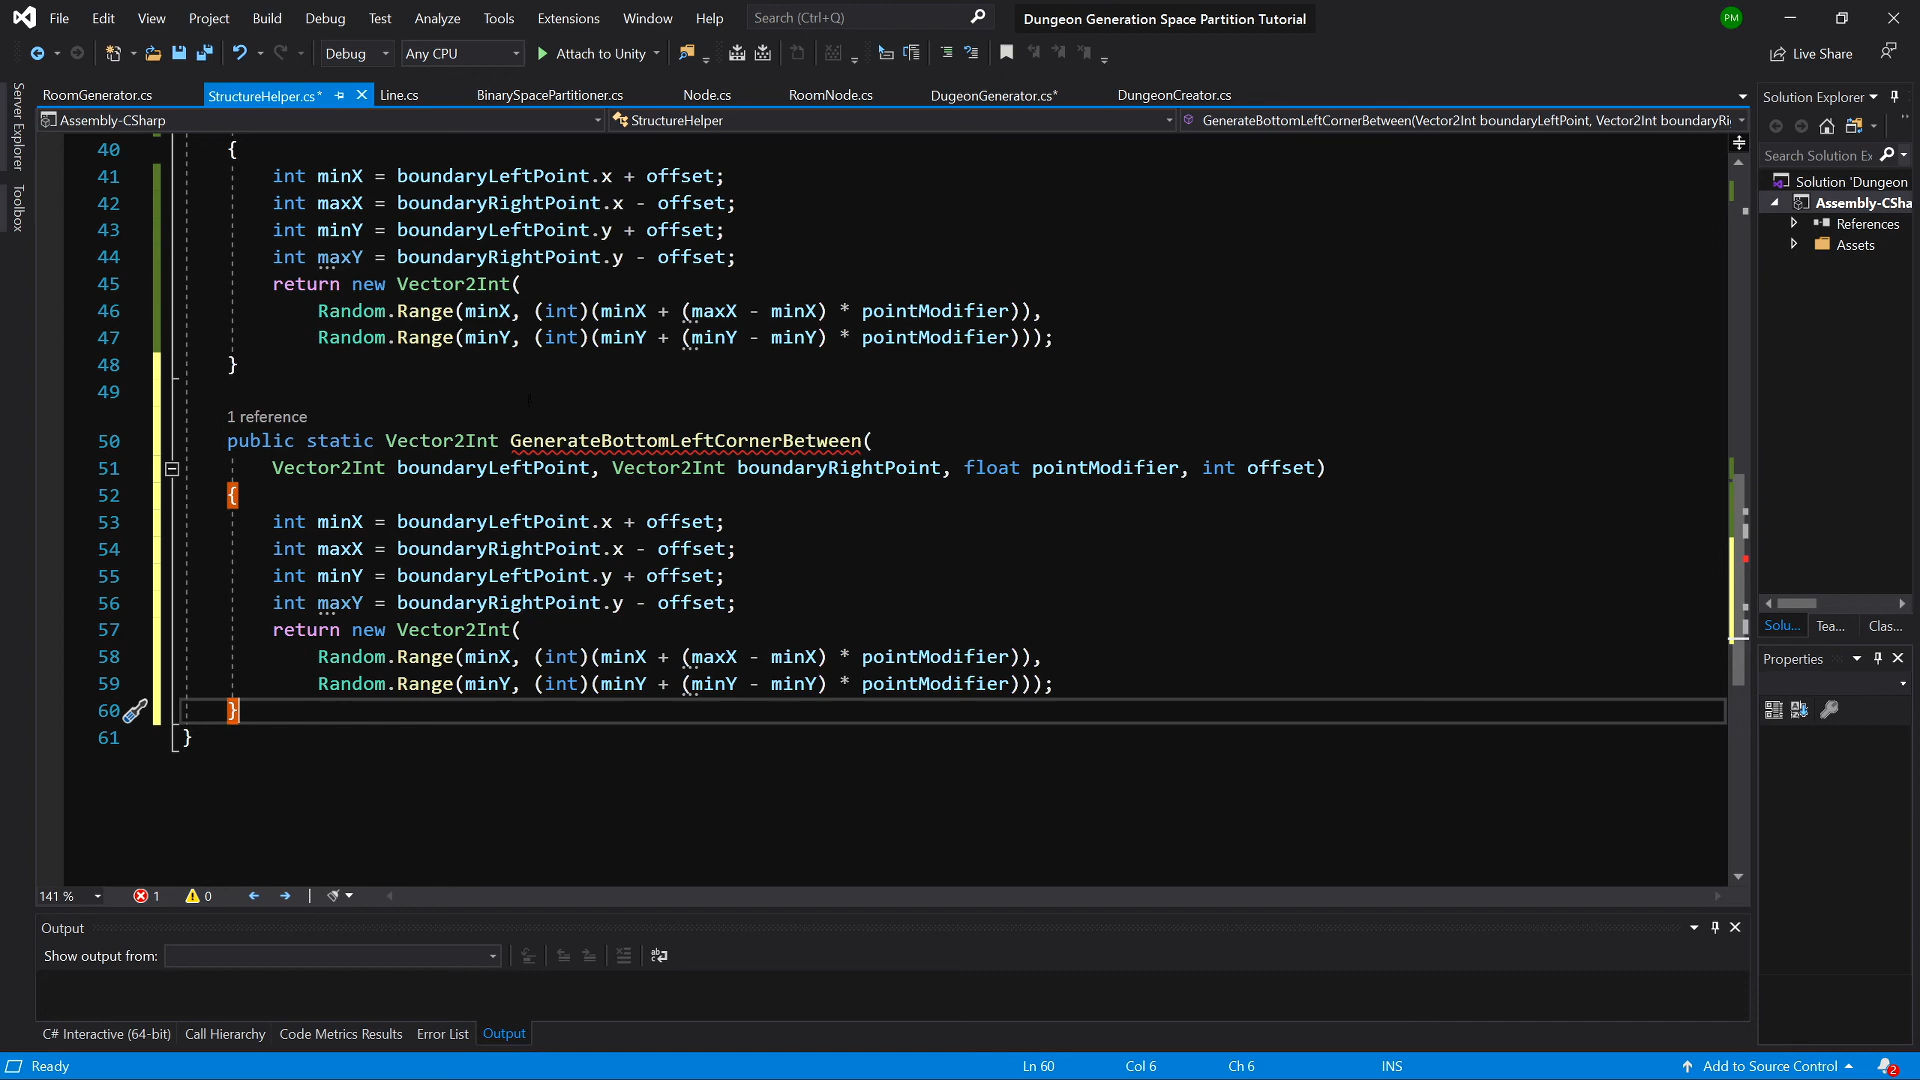 File Edit View Project Build Debug Test Analyze Tools Extensions Window Help Search (Ctrl+Q) Dungeon Generation Space Partition Tutorial PM
Debug Any CPU Attach to Unity Live Share
RoomGenerator.cs StructureHelper.cs* Line.cs BinarySpacePartitioner.cs Node.cs RoomNode.cs DugeonGenerator.cs* DungeonCreator.cs
Assembly-CSharp StructureHelper GenerateBottomLeftCornerBetween(Vector2Int boundaryLeftPoint, Vector2Int boundaryRi
Server Explorer
Toolbox
40 {
41 int minX = boundaryLeftPoint.x + offset;
42 int maxX = boundaryRightPoint.x - offset;
43 int minY = boundaryLeftPoint.y + offset;
44 int maxY = boundaryRightPoint.y - offset;
45 return new Vector2Int(
46 Random.Range(minX, (int)(minX + (maxX - minX) * pointModifier)),
47 Random.Range(minY, (int)(minY + (minY - minY) * pointModifier)));
48 }
49
1 reference
50 public static Vector2Int GenerateBottomLeftCornerBetween(
51 Vector2Int boundaryLeftPoint, Vector2Int boundaryRightPoint, float pointModifier, int offset)
52 {
53 int minX = boundaryLeftPoint.x + offset;
54 int maxX = boundaryRightPoint.x - offset;
55 int minY = boundaryLeftPoint.y + offset;
56 int maxY = boundaryRightPoint.y - offset;
57 return new Vector2Int(
58 Random.Range(minX, (int)(minX + (maxX - minX) * pointModifier)),
59 Random.Range(minY, (int)(minY + (minY - minY) * pointModifier)));
60 }
61 }
141 % 1 0
Output
Show output from:
C# Interactive (64-bit) Call Hierarchy Code Metrics Results Error List Output
Solution Explorer
Search Solution Ex
Solution 'Dungeon
Assembly-CSha
References
Assets
Solu... Tea... Clas...
Properties
Ready Ln 60 Col 6 Ch 6 INS Add to Source Control 2